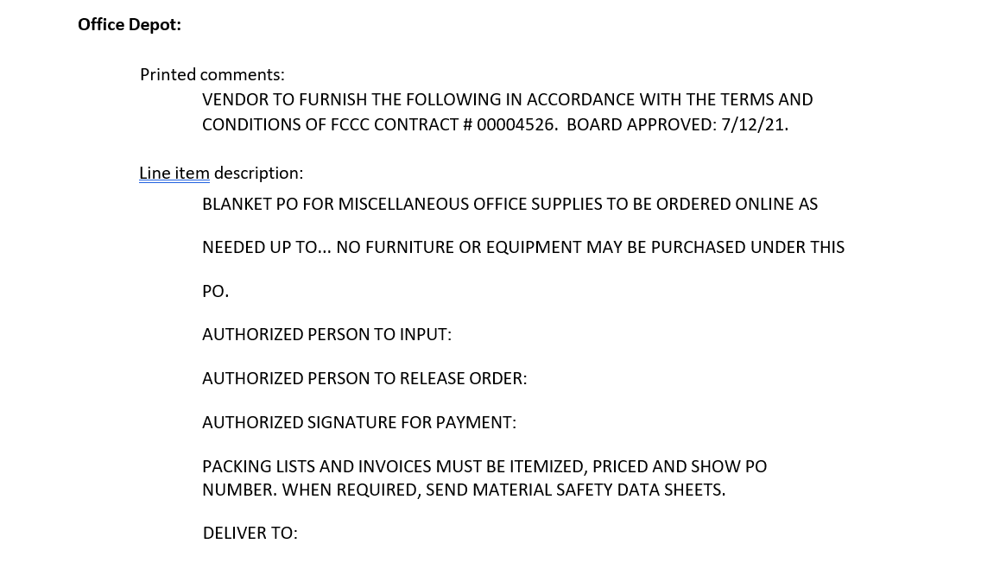 Office Depot:
Printed comments:
VENDOR TO FURNISH THE FOLLOWING IN ACCORDANCE WITH THE TERMS AND
CONDITIONS OF FCCC CONTRACT # 00004526.  BOARD APPROVED: 7/12/21.
Line item description:
BLANKET PO FOR MISCELLANEOUS OFFICE SUPPLIES TO BE ORDERED ONLINE AS
NEEDED UP TO... NO FURNITURE OR EQUIPMENT MAY BE PURCHASED UNDER THIS
PO.
AUTHORIZED PERSON TO INPUT:
AUTHORIZED PERSON TO RELEASE ORDER:
AUTHORIZED SIGNATURE FOR PAYMENT:
PACKING LISTS AND INVOICES MUST BE ITEMIZED, PRICED AND SHOW PO
NUMBER. WHEN REQUIRED, SEND MATERIAL SAFETY DATA SHEETS.
DELIVER TO: